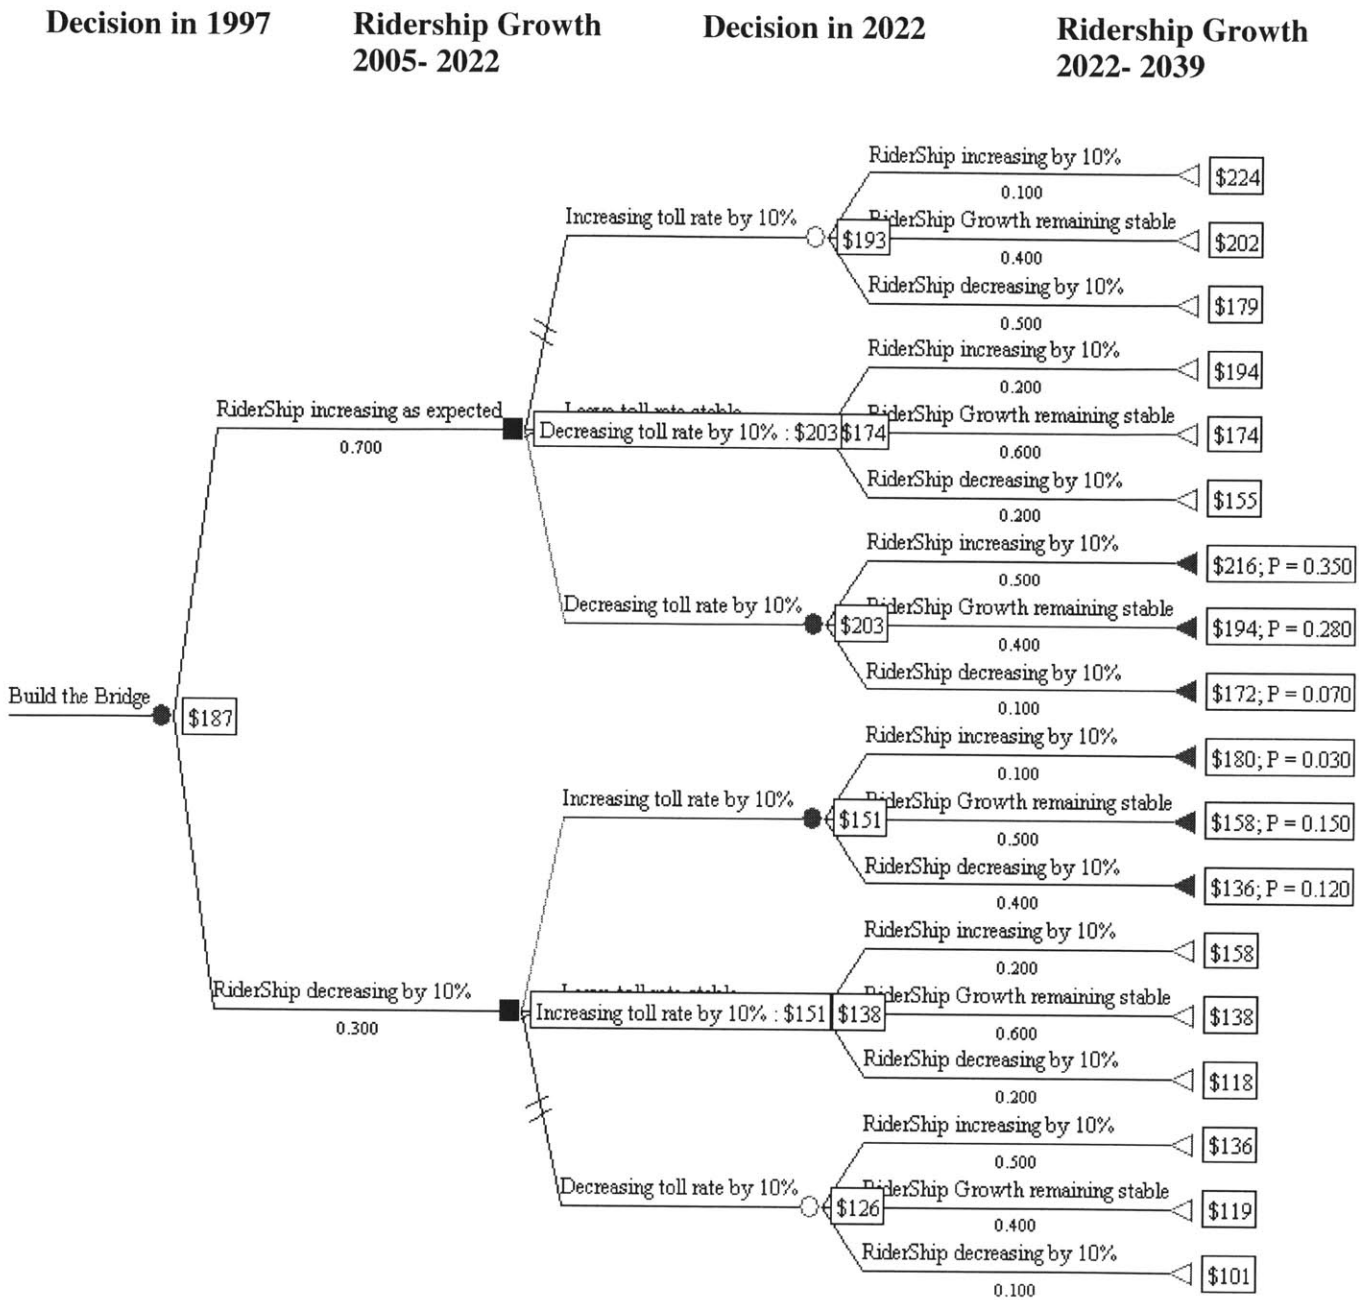 Decision in 1997
Ridership Growth
2005- 2022
Decision in 2022
Ridership Growth
2022- 2039
RiderShip increasing by 10%
$224
0.100
Increasing toll rate by 10%
RiderShip Growth remaining stable
$193
$202
0.400
RiderShip decreasing by 10%
$179
0.500
RiderShip increasing by 10%
$194
0.200
RiderShip increasing as expected
0.700
Leave toll rate stable
RiderShip Growth remaining stable
Decreasing toll rate by 10% : $203
$174
$174
0.600
RiderShip decreasing by 10%
$155
0.200
RiderShip increasing by 10%
$216; P = 0.350
0.500
Decreasing toll rate by 10%
RiderShip Growth remaining stable
$203
$194; P = 0.280
0.400
RiderShip decreasing by 10%
$172; P = 0.070
0.100
Build the Bridge
$187
RiderShip increasing by 10%
$180; P = 0.030
0.100
Increasing toll rate by 10%
RiderShip Growth remaining stable
$151
$158; P = 0.150
0.500
RiderShip decreasing by 10%
$136; P = 0.120
0.400
RiderShip increasing by 10%
$158
0.200
RiderShip decreasing by 10%
0.300
RiderShip Growth remaining stable
Increasing toll rate by 10% : $151
$138
$138
0.600
RiderShip decreasing by 10%
$118
0.200
RiderShip increasing by 10%
$136
0.500
Decreasing toll rate by 10%
RiderShip Growth remaining stable
$126
$119
0.400
RiderShip decreasing by 10%
$101
0.100